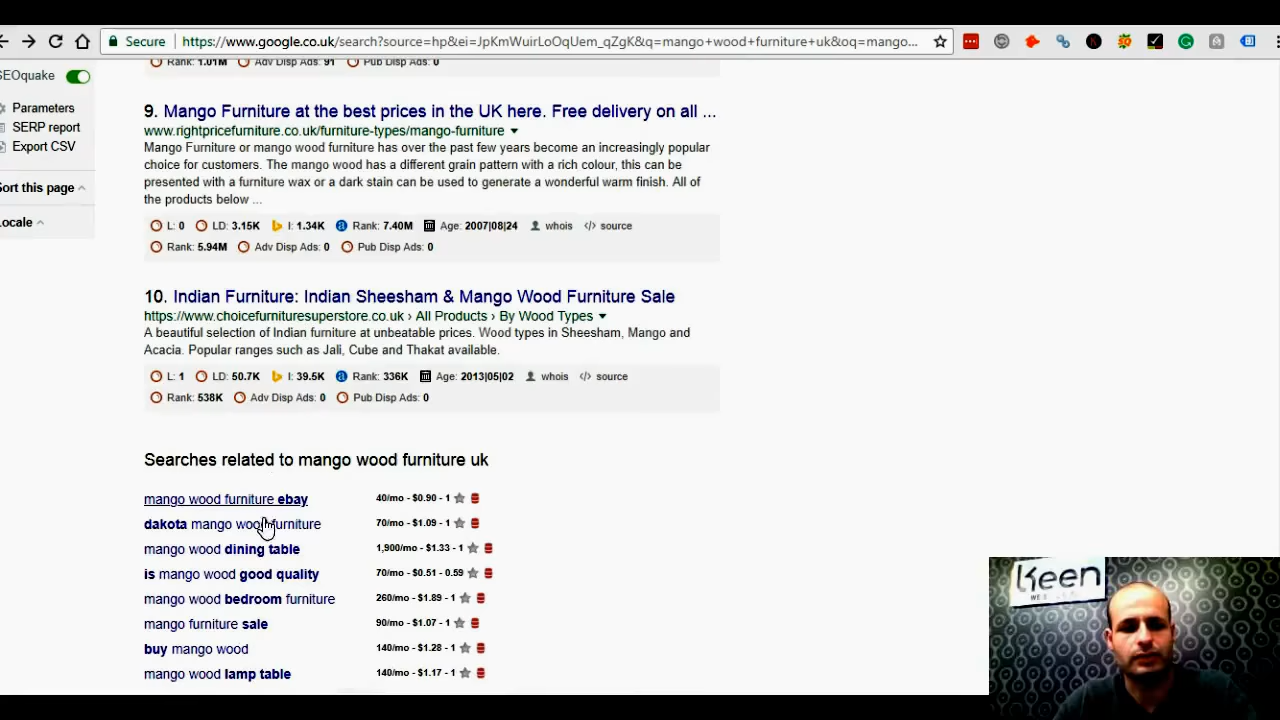 Secure https://www.google.co.uk/search?source=hp&ei=JpKmWuirLoOqUem_qZgK&q=mango+wood+furniture+uk&oq=mango...
SEOquake
Parameters
SERP report
Export CSV
Sort this page
Locale
Rank: 1.01M Adv Disp Ads: 91 Pub Disp Ads: 0
9. Mango Furniture at the best prices in the UK here. Free delivery on all ...
www.rightpricefurniture.co.uk/furniture-types/mango-furniture
Mango Furniture or mango wood furniture has over the past few years become an increasingly popular
choice for customers. The mango wood has a different grain pattern with a rich colour, this can be
presented with a furniture wax or a dark stain can be used to generate a wonderful warm finish. All of
the products below ...
L: 0 LD: 3.15K I: 1.34K Rank: 7.40M Age: 2007|08|24 whois </> source
Rank: 5.94M Adv Disp Ads: 0 Pub Disp Ads: 0
10. Indian Furniture: Indian Sheesham & Mango Wood Furniture Sale
https://www.choicefurnituresuperstore.co.uk › All Products › By Wood Types
A beautiful selection of Indian furniture at unbeatable prices. Wood types in Sheesham, Mango and
Acacia. Popular ranges such as Jali, Cube and Thakat available.
L: 1 LD: 50.7K I: 39.5K Rank: 336K Age: 2013|05|02 whois </> source
Rank: 538K Adv Disp Ads: 0 Pub Disp Ads: 0
Searches related to mango wood furniture uk
mango wood furniture ebay 40/mo - $0.90 - 1
dakota mango wood furniture 70/mo - $1.09 - 1
mango wood dining table 1,900/mo - $1.33 - 1
is mango wood good quality 70/mo - $0.51 - 0.59
mango wood bedroom furniture 260/mo - $1.89 - 1
mango furniture sale 90/mo - $1.07 - 1
buy mango wood 140/mo - $1.28 - 1
mango wood lamp table 140/mo - $1.17 - 1
Keen